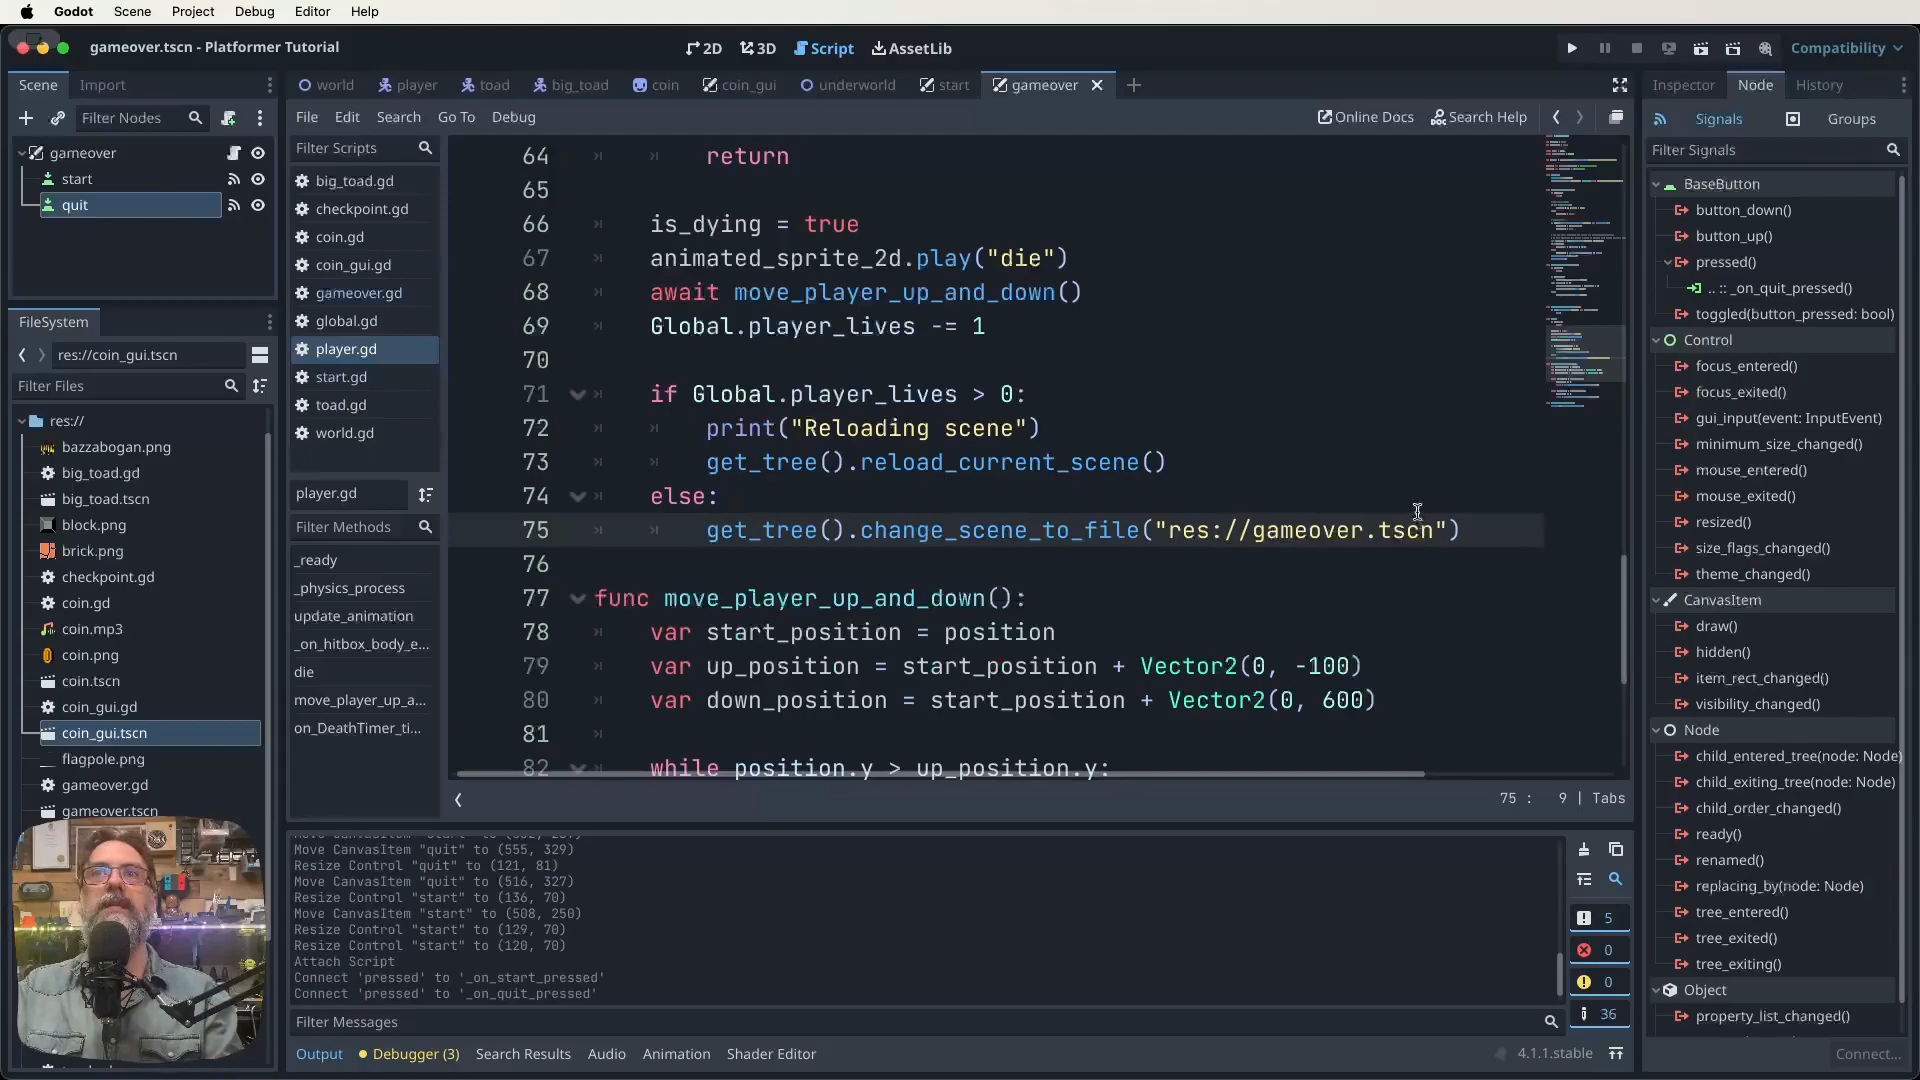 Godot Scene Project Debug Editor Help
gameover.tscn - Platformer Tutorial
2D 3D Script AssetLib
Compatibility
Scene Import
world player toad big_toad coin coin_gui underworld start gameover
Inspector Node History
Filter Nodes
File Edit Search Go To Debug
Online Docs Search Help
Signals Groups
gameover
start
quit
Filter Scripts
big_toad.gd
checkpoint.gd
coin.gd
coin_gui.gd
gameover.gd
global.gd
player.gd
start.gd
toad.gd
world.gd
player.gd
Filter Methods
_ready
_physics_process
update_animation
_on_hitbox_body_e...
die
move_player_up_a...
on_DeathTimer_ti...
64 return
65
66 is_dying = true
67 animated_sprite_2d.play("die")
68 await move_player_up_and_down()
69 Global.player_lives -= 1
70
71 if Global.player_lives > 0:
72 print("Reloading scene")
73 get_tree().reload_current_scene()
74 else:
75 get_tree().change_scene_to_file("res://gameover.tscn")
76
77 func move_player_up_and_down():
78 var start_position = position
79 var up_position = start_position + Vector2(0, -100)
80 var down_position = start_position + Vector2(0, 600)
81
82 while position.y > up_position.y:
75 : 9 | Tabs
FileSystem
res://coin_gui.tscn
Filter Files
res://
bazzabogan.png
big_toad.gd
big_toad.tscn
block.png
brick.png
checkpoint.gd
coin.gd
coin.mp3
coin.png
coin.tscn
coin_gui.gd
coin_gui.tscn
flagpole.png
gameover.gd
gameover.tscn
Move CanvasItem "quit" to (555, 329)
Resize Control "quit" to (121, 81)
Move CanvasItem "quit" to (516, 327)
Resize Control "start" to (136, 70)
Move CanvasItem "start" to (508, 250)
Resize Control "start" to (129, 70)
Resize Control "start" to (120, 70)
Attach Script
Connect 'pressed' to '_on_start_pressed'
Connect 'pressed' to '_on_quit_pressed'
5
0
0
36
Filter Messages
Output Debugger (3) Search Results Audio Animation Shader Editor
4.1.1.stable
Filter Signals
BaseButton
button_down()
button_up()
pressed()
.. :: _on_quit_pressed()
toggled(button_pressed: bool)
Control
focus_entered()
focus_exited()
gui_input(event: InputEvent)
minimum_size_changed()
mouse_entered()
mouse_exited()
resized()
size_flags_changed()
theme_changed()
CanvasItem
draw()
hidden()
item_rect_changed()
visibility_changed()
Node
child_entered_tree(node: Node)
child_exiting_tree(node: Node)
child_order_changed()
ready()
renamed()
replacing_by(node: Node)
tree_entered()
tree_exited()
tree_exiting()
Object
property_list_changed()
Connect...